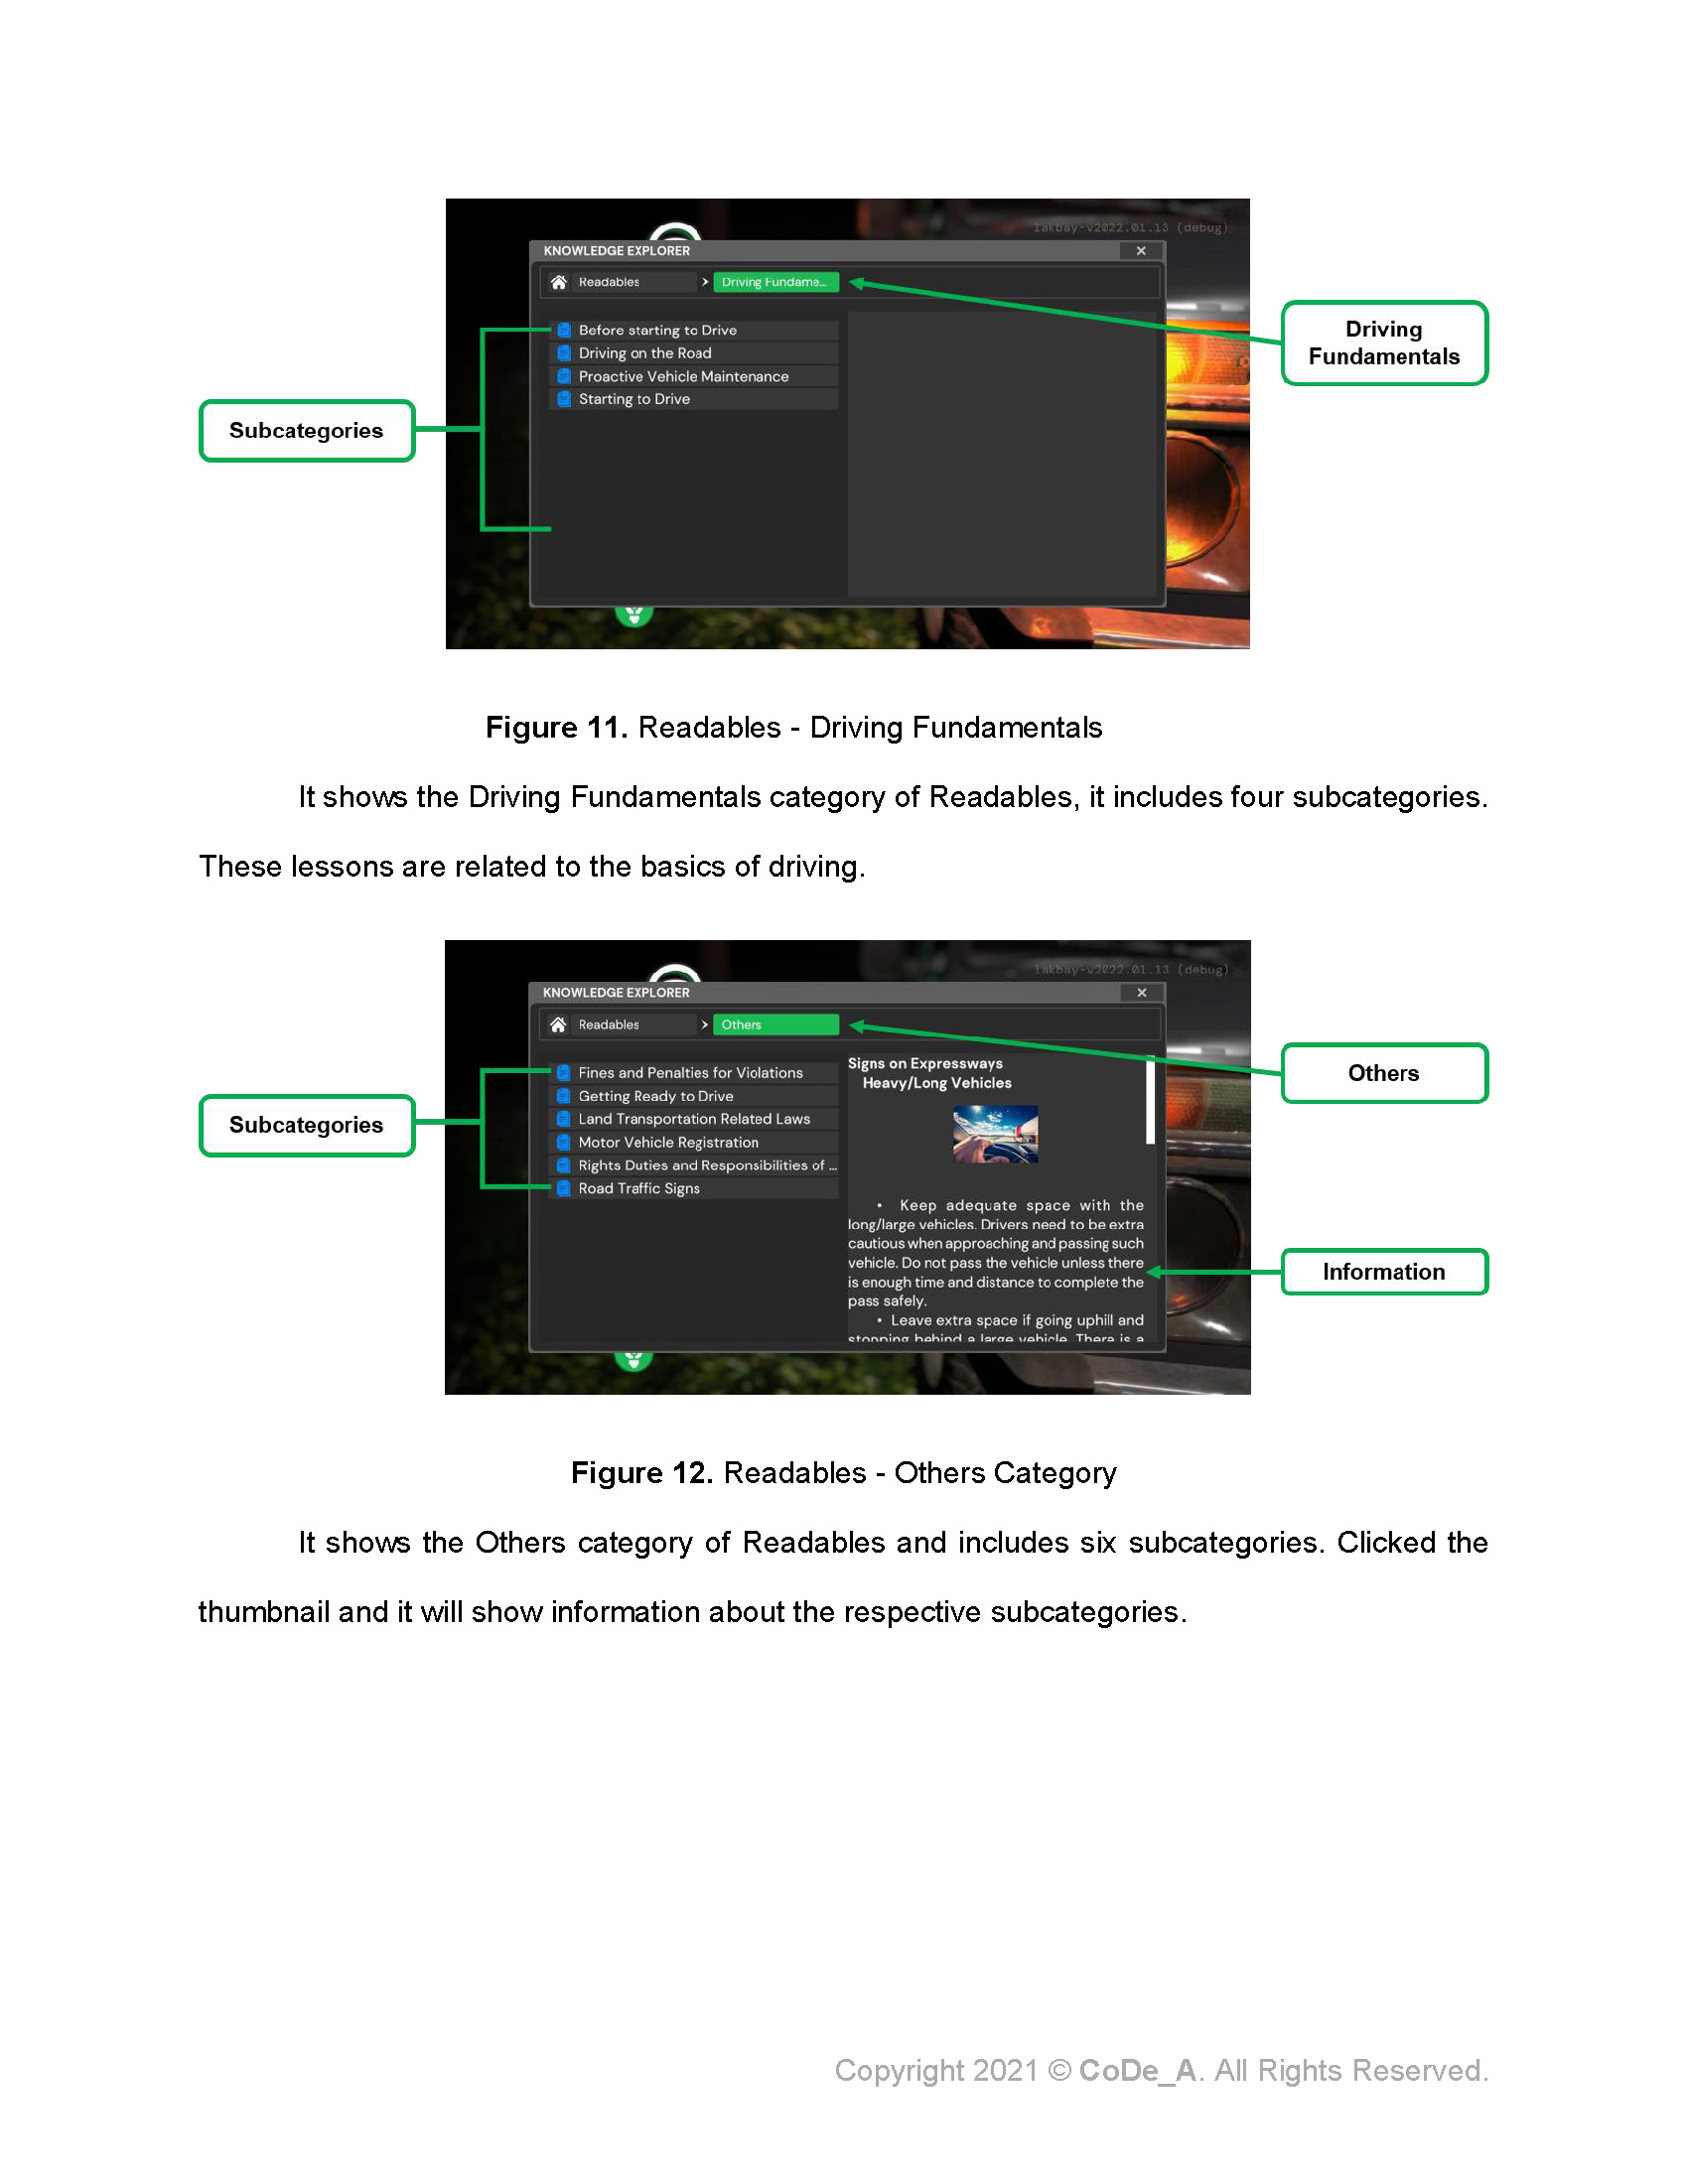 lakbay-v2022.01.13 (debug)
KNOWLEDGE EXPLORER
Readables > Driving Fundame...
Before starting to Drive
Driving on the Road
Proactive Vehicle Maintenance
Starting to Drive
Subcategories
Driving
Fundamentals
Figure 11. Readables - Driving Fundamentals
It shows the Driving Fundamentals category of Readables, it includes four subcategories.
These lessons are related to the basics of driving.
lakbay-v2022.01.13 (debug)
KNOWLEDGE EXPLORER
Readables > Others
Fines and Penalties for Violations
Getting Ready to Drive
Land Transportation Related Laws
Motor Vehicle Registration
Rights Duties and Responsibilities of ...
Road Traffic Signs
Subcategories
Signs on Expressways
Heavy/Long Vehicles
• Keep adequate space with the
long/large vehicles. Drivers need to be extra
cautious when approaching and passing such
vehicle. Do not pass the vehicle unless there
is enough time and distance to complete the
pass safely.
• Leave extra space if going uphill and
stopping behind a large vehicle. There is a
Others
Information
Figure 12. Readables - Others Category
It shows the Others category of Readables and includes six subcategories. Clicked the
thumbnail and it will show information about the respective subcategories.
Copyright 2021 © CoDe_A. All Rights Reserved.